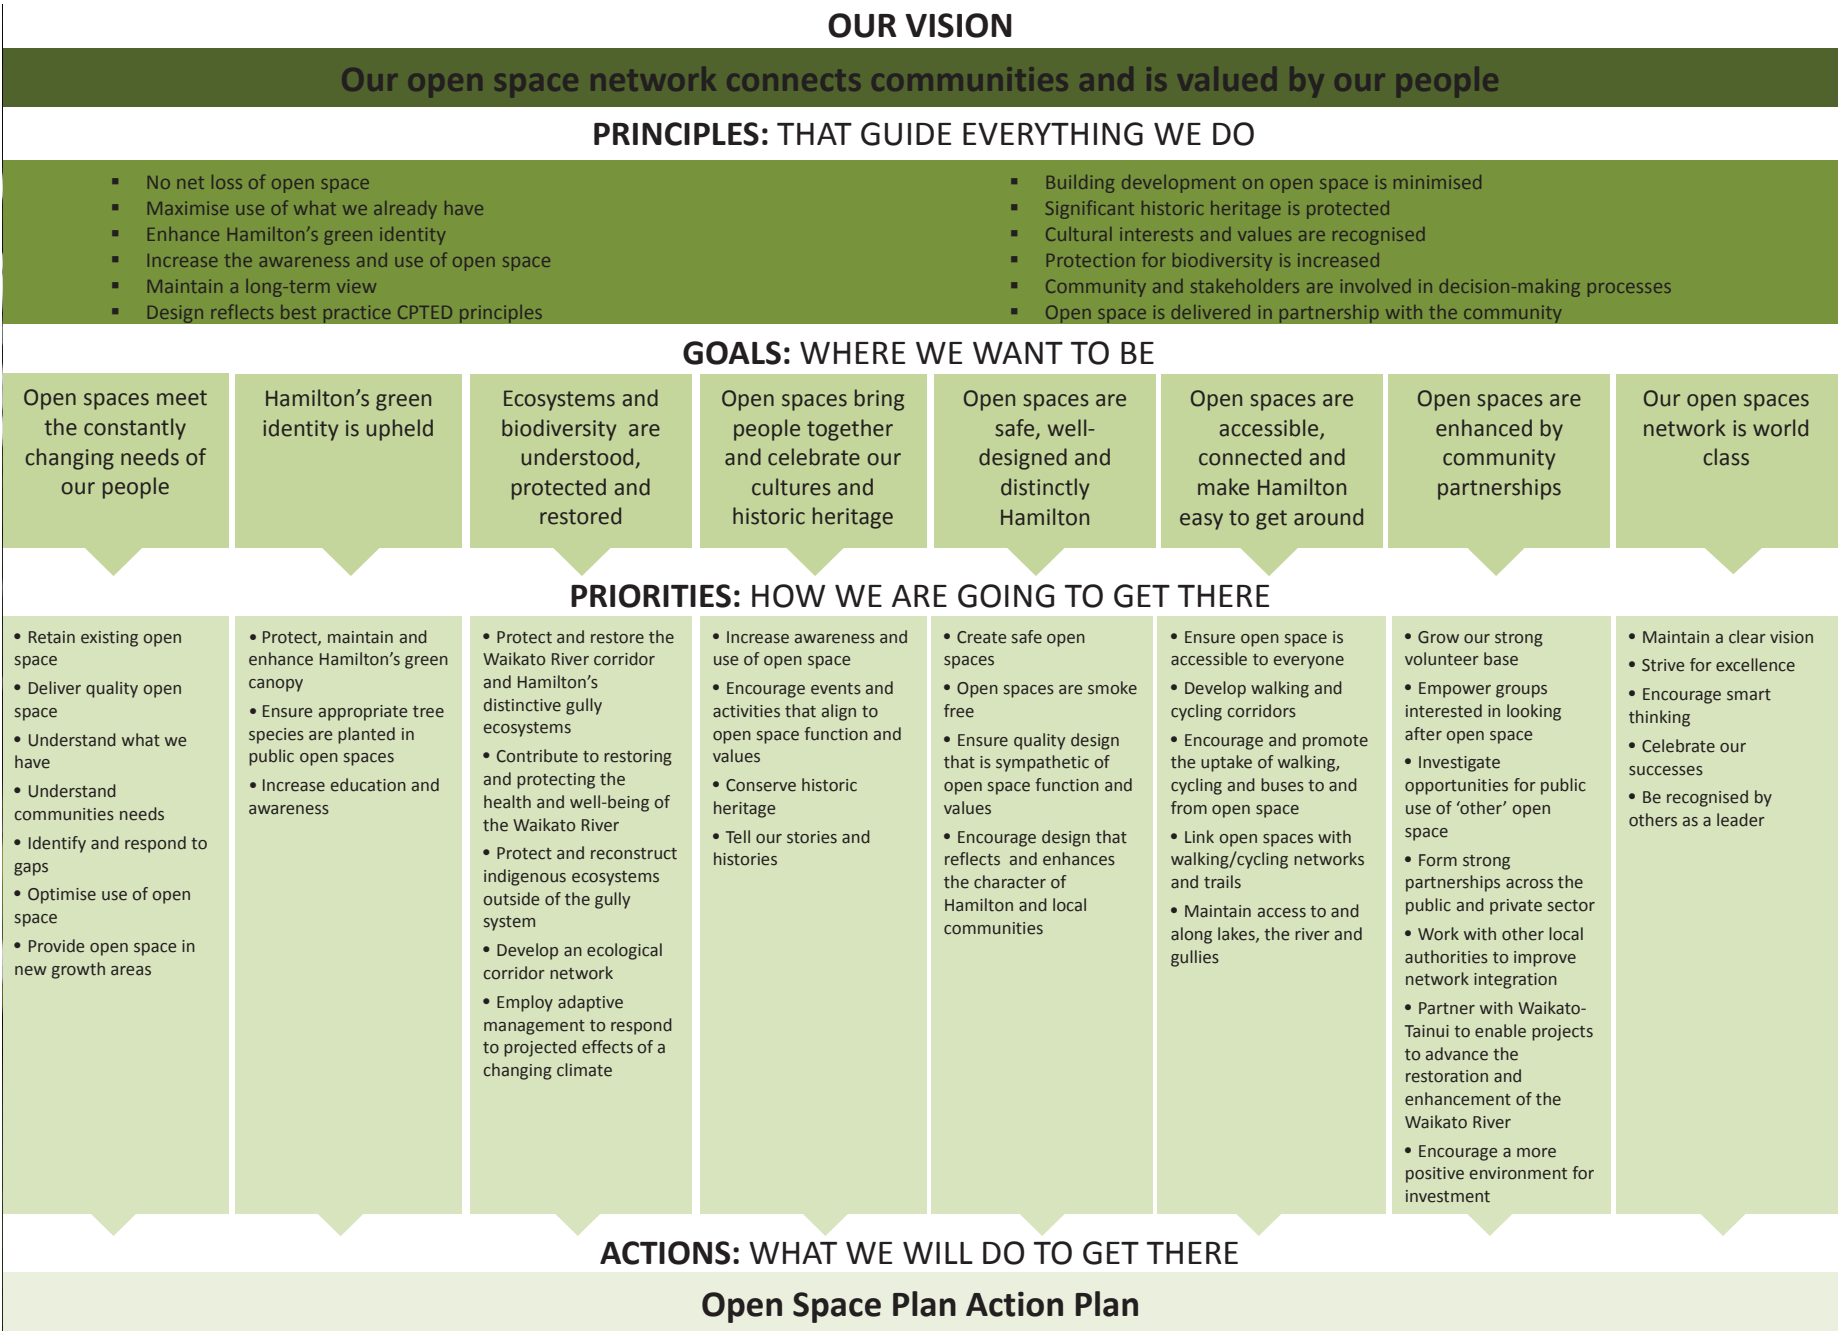 OUR VISION
Our open space network connects communities and is valued by our people
PRINCIPLES: THAT GUIDE EVERYTHING WE DO
▪ No net loss of open space
▪ Maximise use of what we already have
▪ Enhance Hamilton’s green identity
▪ Increase the awareness and use of open space
▪ Maintain a long-term view
▪ Design reflects best practice CPTED principles
▪ Building development on open space is minimised
▪ Significant historic heritage is protected
▪ Cultural interests and values are recognised
▪ Protection for biodiversity is increased
▪ Community and stakeholders are involved in decision-making processes
▪ Open space is delivered in partnership with the community
GOALS: WHERE WE WANT TO BE
Open spaces meet
the constantly
changing needs of
our people
Hamilton’s green
identity is upheld
Ecosystems and
biodiversity are
understood,
protected and
restored
Open spaces bring
people together
and celebrate our
cultures and
historic heritage
Open spaces are
safe, well-
designed and
distinctly
Hamilton
Open spaces are
accessible,
connected and
make Hamilton
easy to get around
Open spaces are
enhanced by
community
partnerships
Our open spaces
network is world
class
PRIORITIES: HOW WE ARE GOING TO GET THERE
• Retain existing open
space
• Deliver quality open
space
• Understand what we
have
• Understand
communities needs
• Identify and respond to
gaps
• Optimise use of open
space
• Provide open space in
new growth areas
• Protect, maintain and
enhance Hamilton’s green
canopy
• Ensure appropriate tree
species are planted in
public open spaces
• Increase education and
awareness
• Protect and restore the
Waikato River corridor
and Hamilton’s
distinctive gully
ecosystems
• Contribute to restoring
and protecting the
health and well-being of
the Waikato River
• Protect and reconstruct
indigenous ecosystems
outside of the gully
system
• Develop an ecological
corridor network
• Employ adaptive
management to respond
to projected effects of a
changing climate
• Increase awareness and
use of open space
• Encourage events and
activities that align to
open space function and
values
• Conserve historic
heritage
• Tell our stories and
histories
• Create safe open
spaces
• Open spaces are smoke
free
• Ensure quality design
that is sympathetic of
open space function and
values
• Encourage design that
reflects and enhances
the character of
Hamilton and local
communities
• Ensure open space is
accessible to everyone
• Develop walking and
cycling corridors
• Encourage and promote
the uptake of walking,
cycling and buses to and
from open space
• Link open spaces with
walking/cycling networks
and trails
• Maintain access to and
along lakes, the river and
gullies
• Grow our strong
volunteer base
• Empower groups
interested in looking
after open space
• Investigate
opportunities for public
use of ‘other’ open
space
• Form strong
partnerships across the
public and private sector
• Work with other local
authorities to improve
network integration
• Partner with Waikato-
Tainui to enable projects
to advance the
restoration and
enhancement of the
Waikato River
• Encourage a more
positive environment for
investment
• Maintain a clear vision
• Strive for excellence
• Encourage smart
thinking
• Celebrate our
successes
• Be recognised by
others as a leader
ACTIONS: WHAT WE WILL DO TO GET THERE
Open Space Plan Action Plan